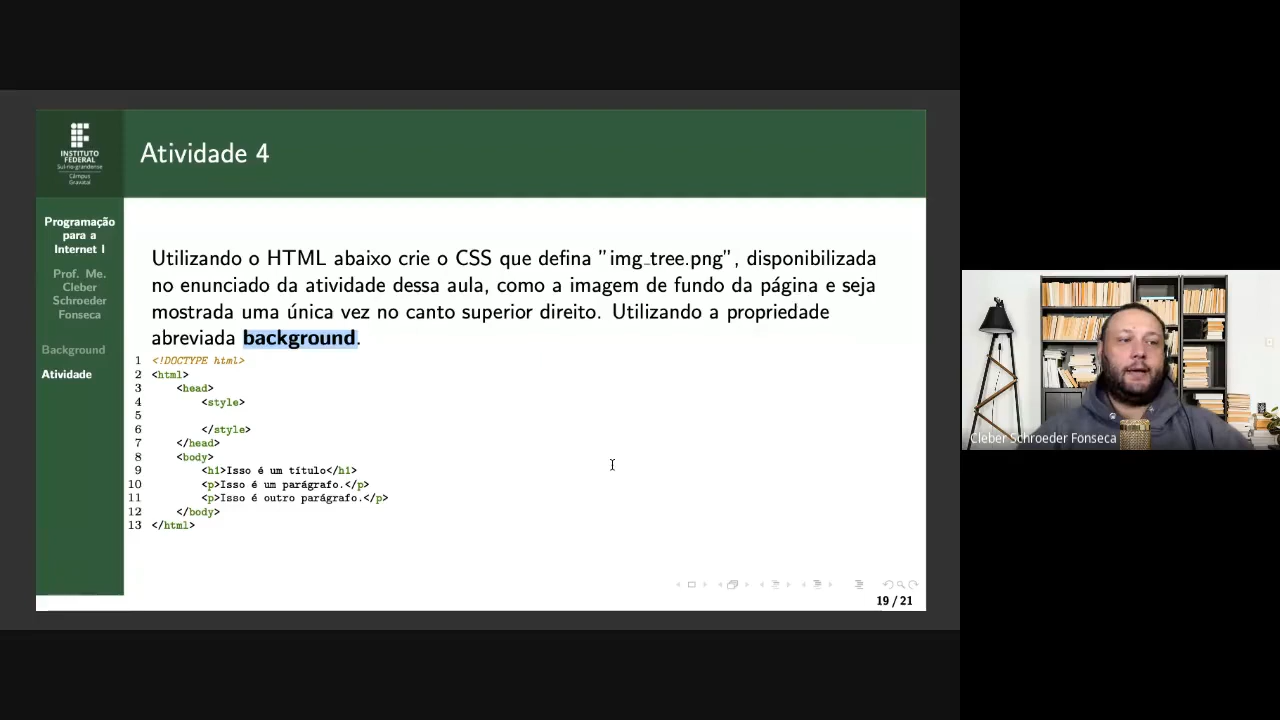 INSTITUTO
FEDERAL
Sul-rio-grandense
Câmpus
Gravataí
Atividade 4
Programação
para a
Internet I
Prof. Me.
Cleber
Schroeder
Fonseca
Background
Atividade
Utilizando o HTML abaixo crie o CSS que defina "img_tree.png", disponibilizada
no enunciado da atividade dessa aula, como a imagem de fundo da página e seja
mostrada uma única vez no canto superior direito. Utilizando a propriedade
abreviada background.
1 <!DOCTYPE html>
2 <html>
3 <head>
4 <style>
5
6 </style>
7 </head>
8 <body>
9 <h1>Isso é um título</h1>
10 <p>Isso é um parágrafo.</p>
11 <p>Isso é outro parágrafo.</p>
12 </body>
13 </html>
19 / 21
Cleber Schroeder Fonseca